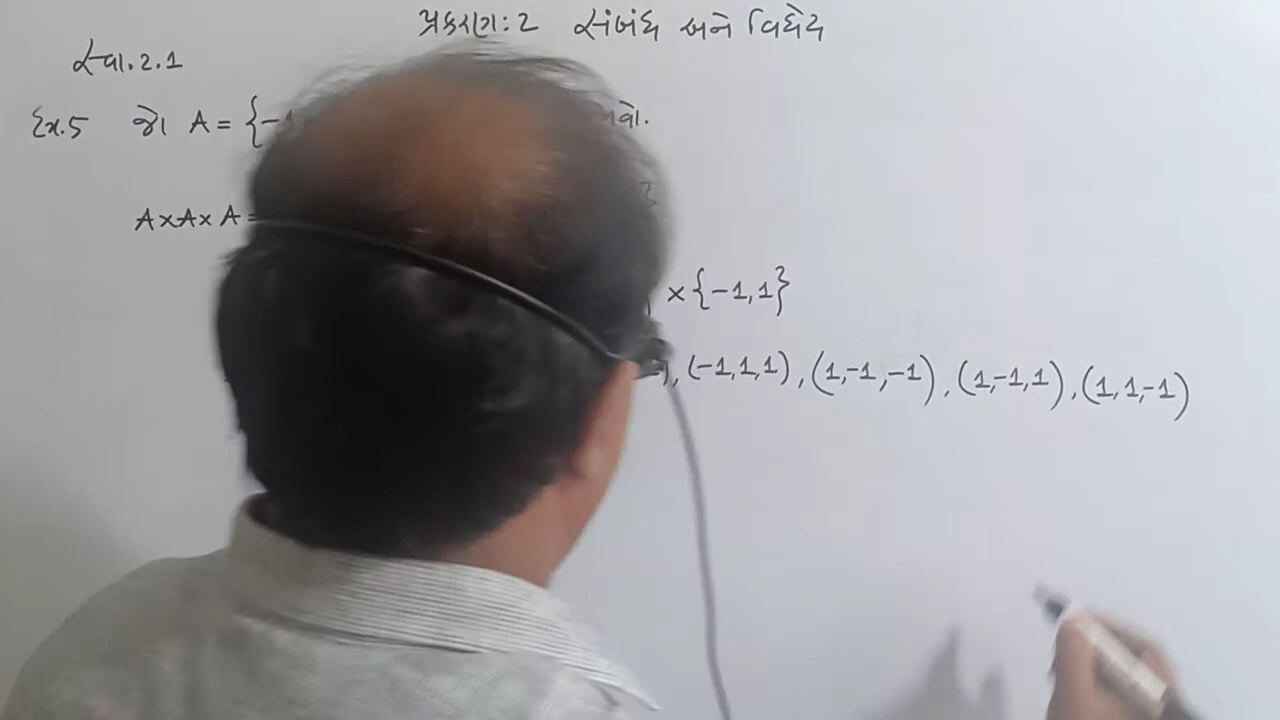 પ્રકરણ: 2 સંબંધ અને વિધેય
સ્વા. 2.1
Ex.5 જો A = {-1
વો.
A×A×A =
× {-1,1}
, (-1,1,1) , (1,-1,-1) , (1,-1,1) , (1,1,-1)